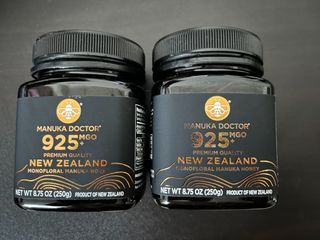 MANUKA DOCTOR
925 MGO
+
PREMIUM QUALITY
NEW ZEALAND
MONOFLORAL MANUKA HONEY
NET WT 8.75 OZ (250g) PRODUCT OF NEW ZEALAND
MANUKA DOCTOR
925 MGO
+
PREMIUM QUALITY
NEW ZEALAND
MONOFLORAL MANUKA HONEY
NET WT 8.75 OZ (250g) PRODUCT OF NEW ZEALAND